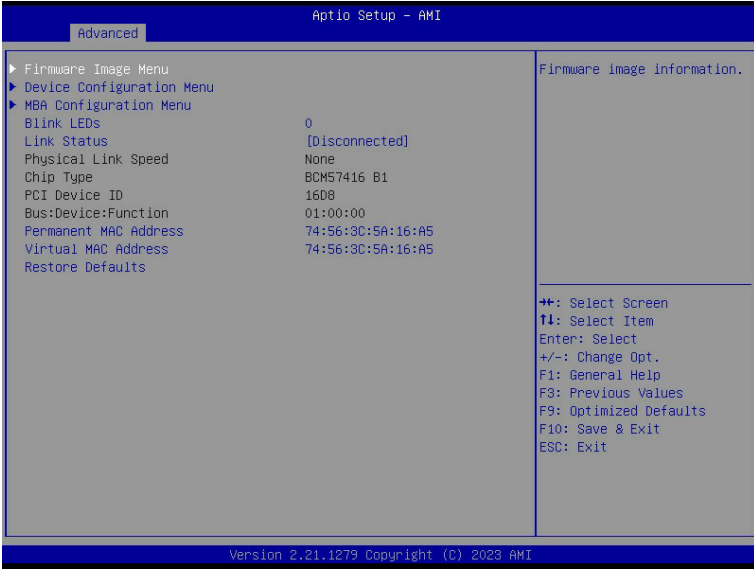 Aptio Setup – AMI
Advanced
Firmware Image Menu
Device Configuration Menu
MBA Configuration Menu
Blink LEDs 0
Link Status [Disconnected]
Physical Link Speed None
Chip Type BCM57416 B1
PCI Device ID 16D8
Bus:Device:Function 01:00:00
Permanent MAC Address 74:56:3C:5A:16:A5
Virtual MAC Address 74:56:3C:5A:16:A5
Restore Defaults
Firmware image information.
→←: Select Screen
↑↓: Select Item
Enter: Select
+/-: Change Opt.
F1: General Help
F3: Previous Values
F9: Optimized Defaults
F10: Save & Exit
ESC: Exit
Version 2.21.1279 Copyright (C) 2023 AMI